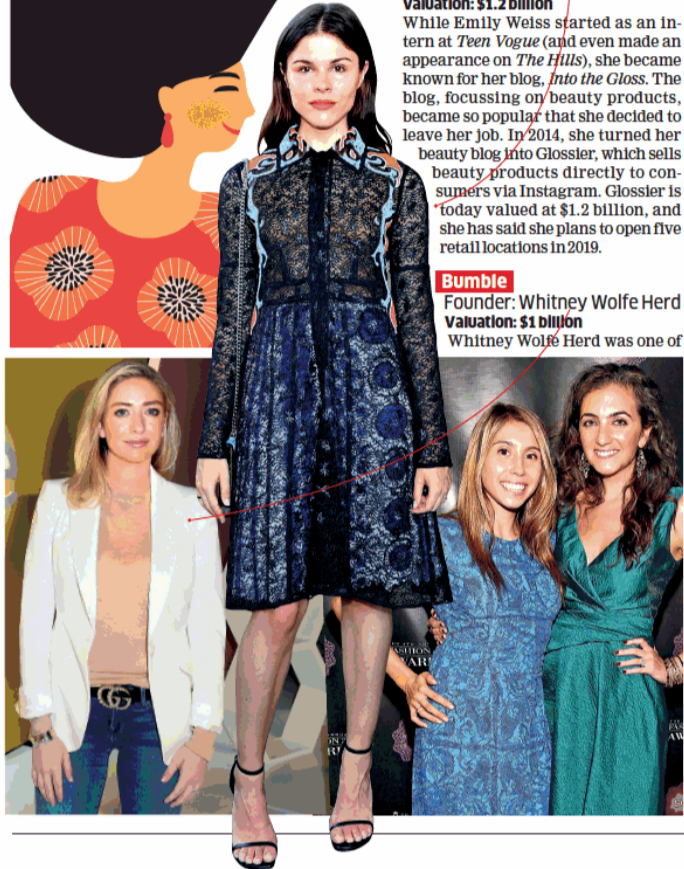 Valuation: $1.2 billion
While Emily Weiss started as an in-
tern at Teen Vogue (and even made an
appearance on The Hills), she became
known for her blog, Into the Gloss. The
blog, focussing on beauty products,
became so popular that she decided to
leave her job. In 2014, she turned her
beauty blog into Glossier, which sells
beauty products directly to con-
sumers via Instagram. Glossier is
today valued at $1.2 billion, and
she has said she plans to open five
retail locations in 2019.
Bumble
Founder: Whitney Wolfe Herd
Valuation: $1 billion
Whitney Wolfe Herd was one of
FASHION